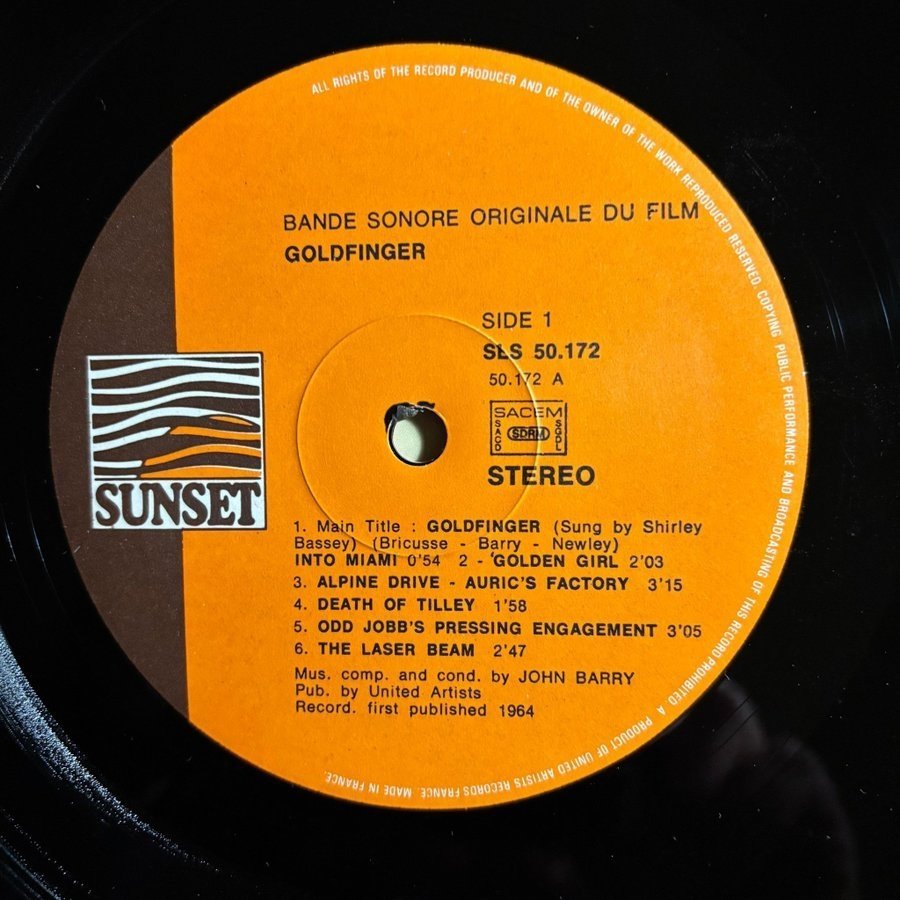 ALL RIGHTS OF THE RECORD PRODUCER AND OF THE OWNER OF THE WORK REPRODUCED RESERVED. COPYING PUBLIC PERFORMANCE AND BROADCASTING OF THIS RECORD PROHIBITED A PRODUCT OF UNITED ARTISTS RECORDS FRANCE. MADE IN FRANCE.
BANDE SONORE ORIGINALE DU FILM
GOLDFINGER
SIDE 1
SLS 50.172
50.172 A
SACEM
SACD
SDRM
SGDL
STEREO
SUNSET
1. Main Title : GOLDFINGER (Sung by Shirley
Bassey) (Bricusse - Barry - Newley)
INTO MIAMI 0'54 2 - 'GOLDEN GIRL 2'03
3. ALPINE DRIVE - AURIC'S FACTORY 3'15
4. DEATH OF TILLEY 1'58
5. ODD JOBB'S PRESSING ENGAGEMENT 3'05
6. THE LASER BEAM 2'47
Mus. comp. and cond. by JOHN BARRY
Pub. by United Artists
Record. first published 1964